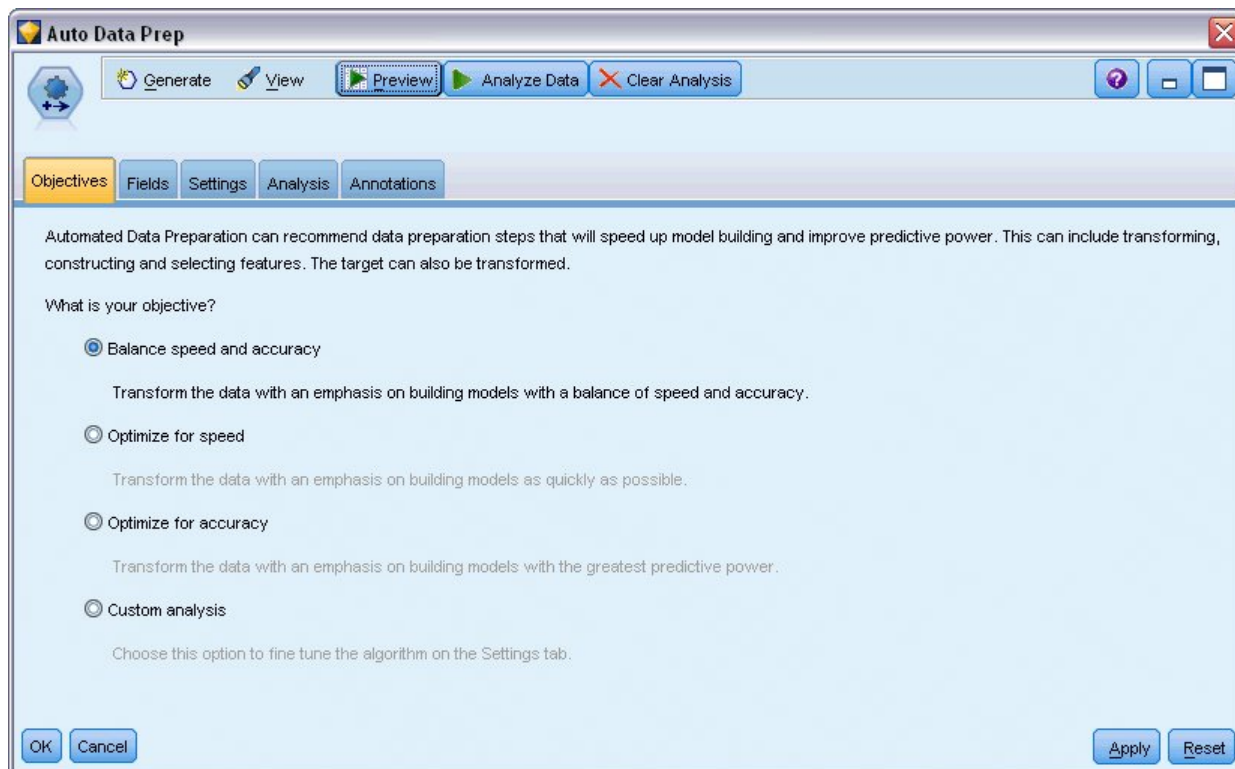 Auto Data Prep
Generate View Preview Analyze Data Clear Analysis
Objectives Fields Settings Analysis Annotations
Automated Data Preparation can recommend data preparation steps that will speed up model building and improve predictive power. This can include transforming,
constructing and selecting features. The target can also be transformed.
What is your objective?
Balance speed and accuracy
Transform the data with an emphasis on building models with a balance of speed and accuracy.
Optimize for speed
Transform the data with an emphasis on building models as quickly as possible.
Optimize for accuracy
Transform the data with an emphasis on building models with the greatest predictive power.
Custom analysis
Choose this option to fine tune the algorithm on the Settings tab.
OK Cancel Apply Reset